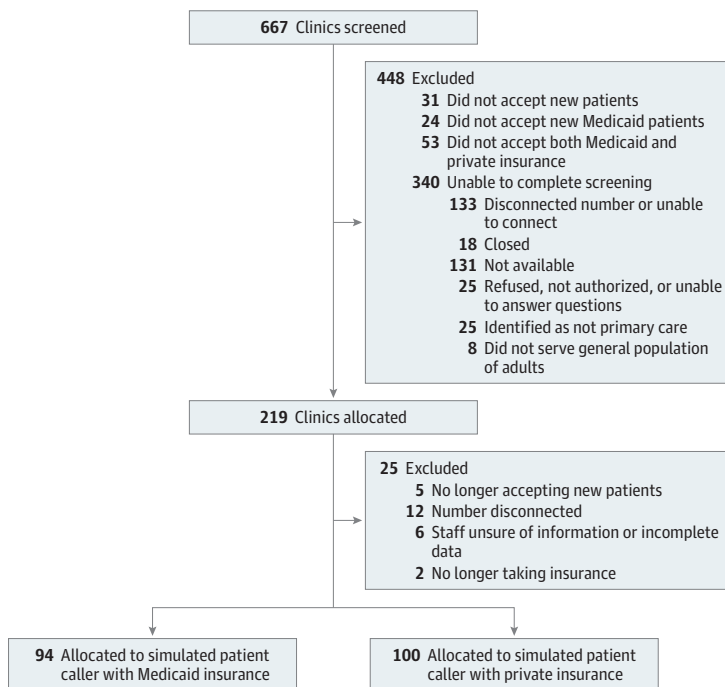 667 Clinics screened
448 Excluded
31 Did not accept new patients
24 Did not accept new Medicaid patients
53 Did not accept both Medicaid and
private insurance
340 Unable to complete screening
133 Disconnected number or unable
to connect
18 Closed
131 Not available
25 Refused, not authorized, or unable
to answer questions
25 Identified as not primary care
8 Did not serve general population
of adults
219 Clinics allocated
25 Excluded
5 No longer accepting new patients
12 Number disconnected
6 Staff unsure of information or incomplete
data
2 No longer taking insurance
94 Allocated to simulated patient
caller with Medicaid insurance
100 Allocated to simulated patient
caller with private insurance